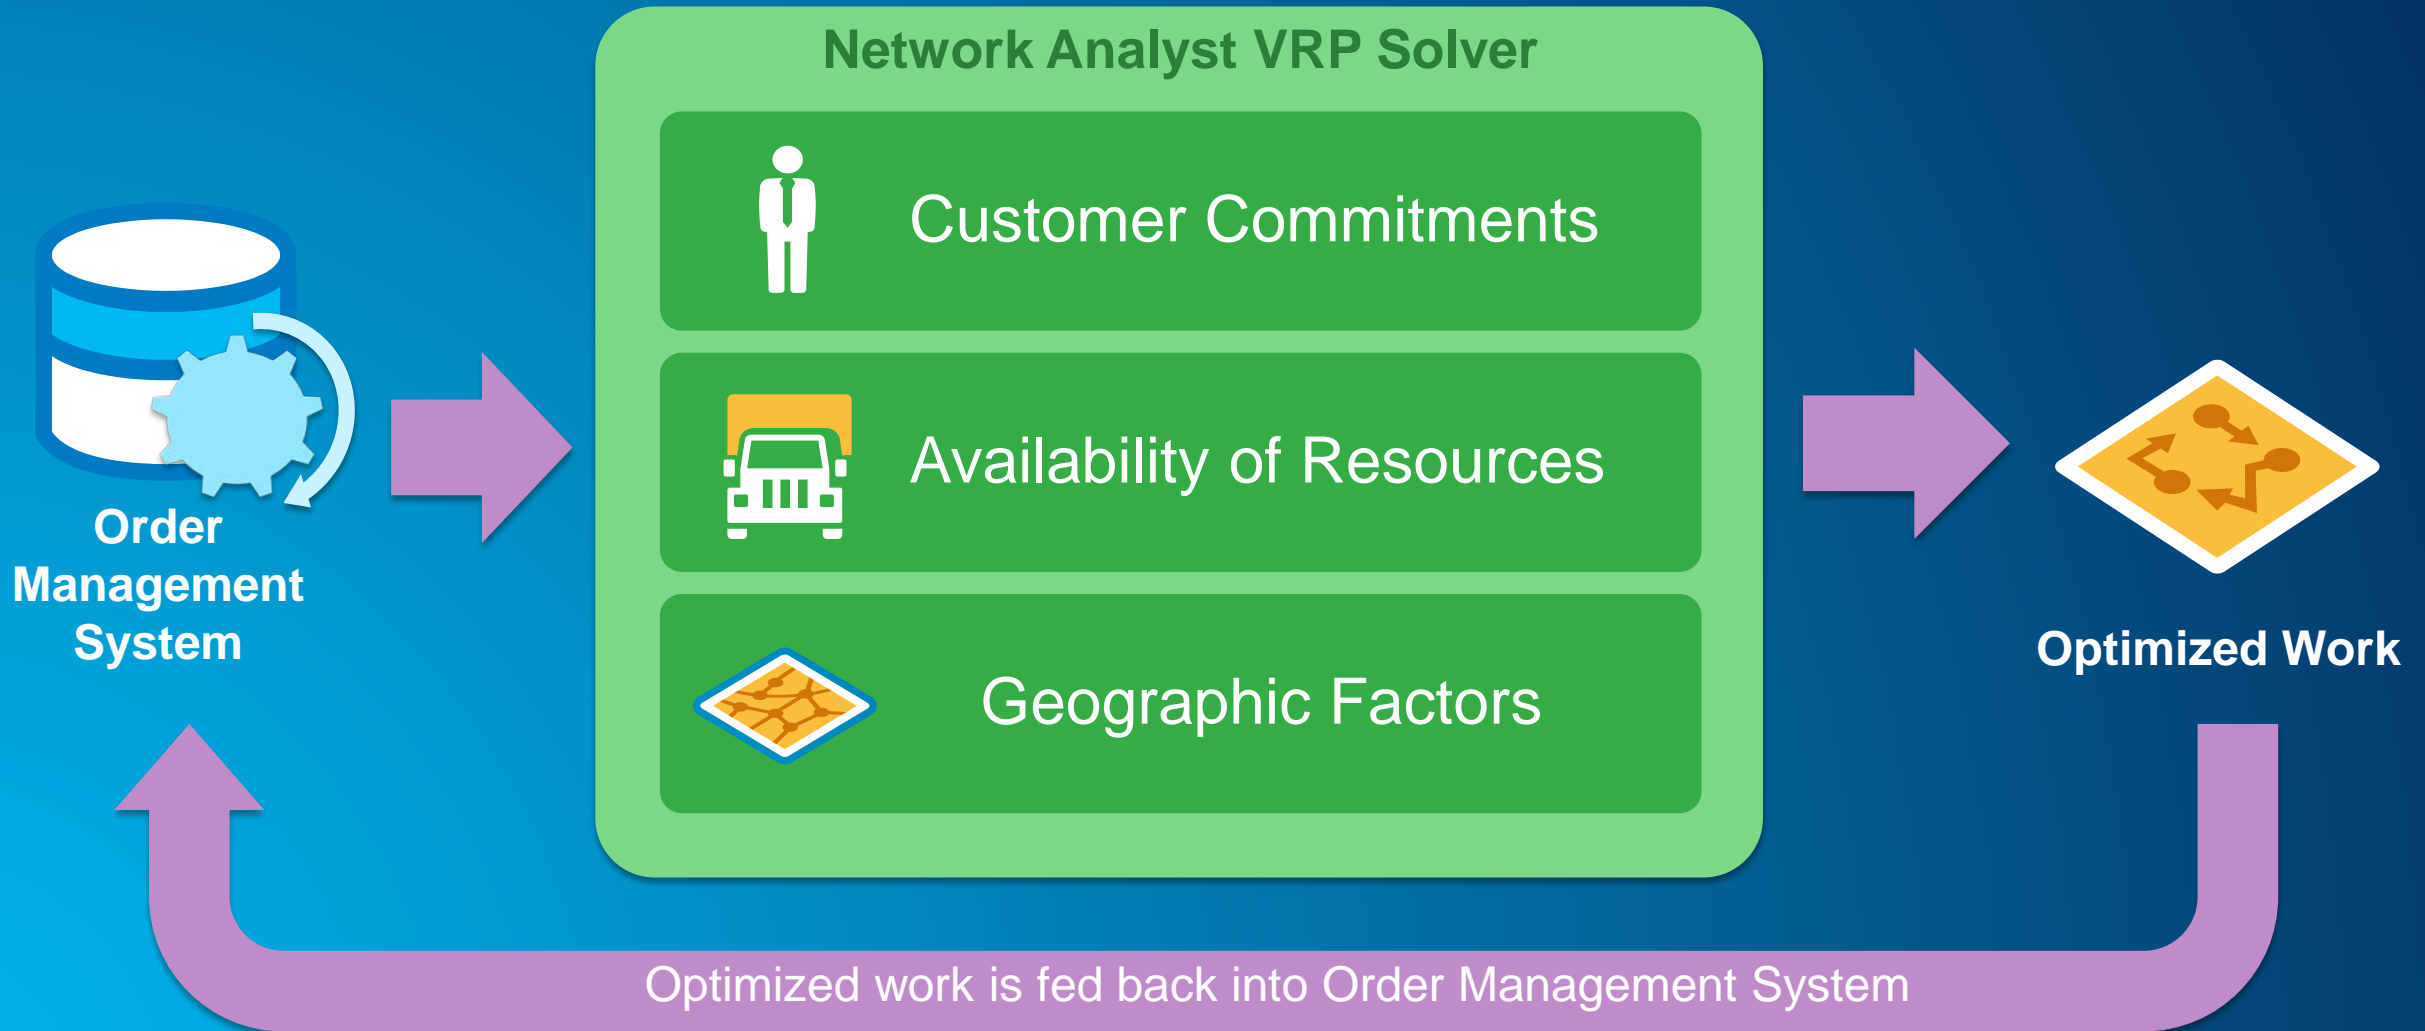 Network Analyst VRP Solver
Customer Commitments
Availability of Resources
Geographic Factors
Order
Management
System
Optimized Work
Optimized work is fed back into Order Management System